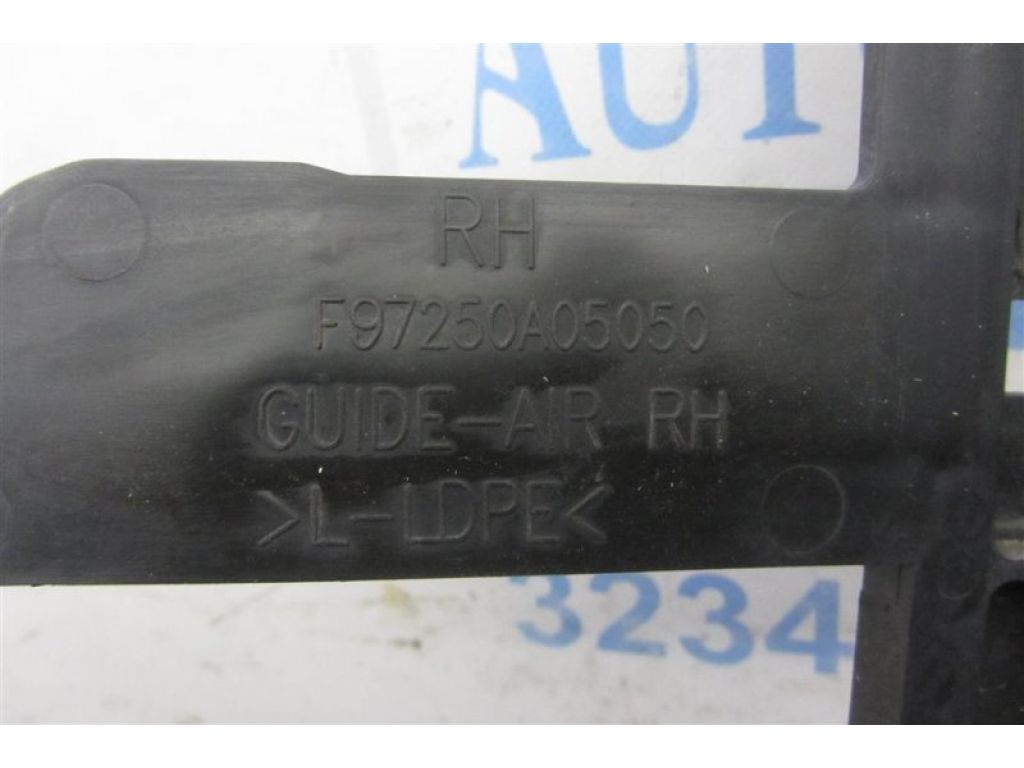 AUT
RH
F97250A05050
GUIDE-AIR RH
>L-LDPE<
3234